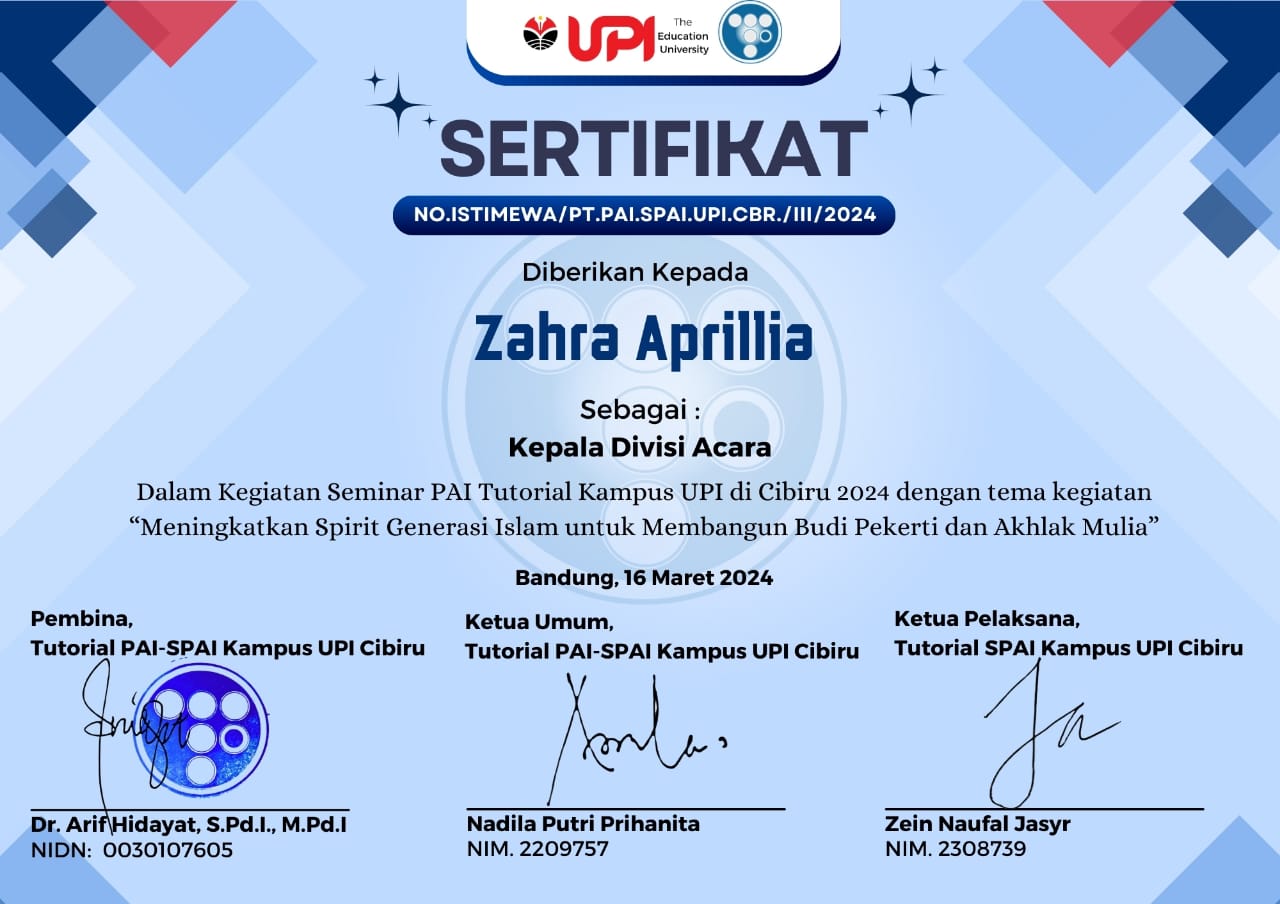 UPI
The
Education
University
SERTIFIKAT
NO.ISTIMEWA/PT.PAI.SPAI.UPI.CBR./III/2024
Diberikan Kepada
Zahra Aprillia
Sebagai :
Kepala Divisi Acara
Dalam Kegiatan Seminar PAI Tutorial Kampus UPI di Cibiru 2024 dengan tema kegiatan
“Meningkatkan Spirit Generasi Islam untuk Membangun Budi Pekerti dan Akhlak Mulia”
Bandung, 16 Maret 2024
Pembina,
Tutorial PAI-SPAI Kampus UPI Cibiru
Dr. Arif Hidayat, S.Pd.I., M.Pd.I
NIDN: 0030107605
Ketua Umum,
Tutorial PAI-SPAI Kampus UPI Cibiru
Nadila Putri Prihanita
NIM. 2209757
Ketua Pelaksana,
Tutorial SPAI Kampus UPI Cibiru
Zein Naufal Jasyr
NIM. 2308739